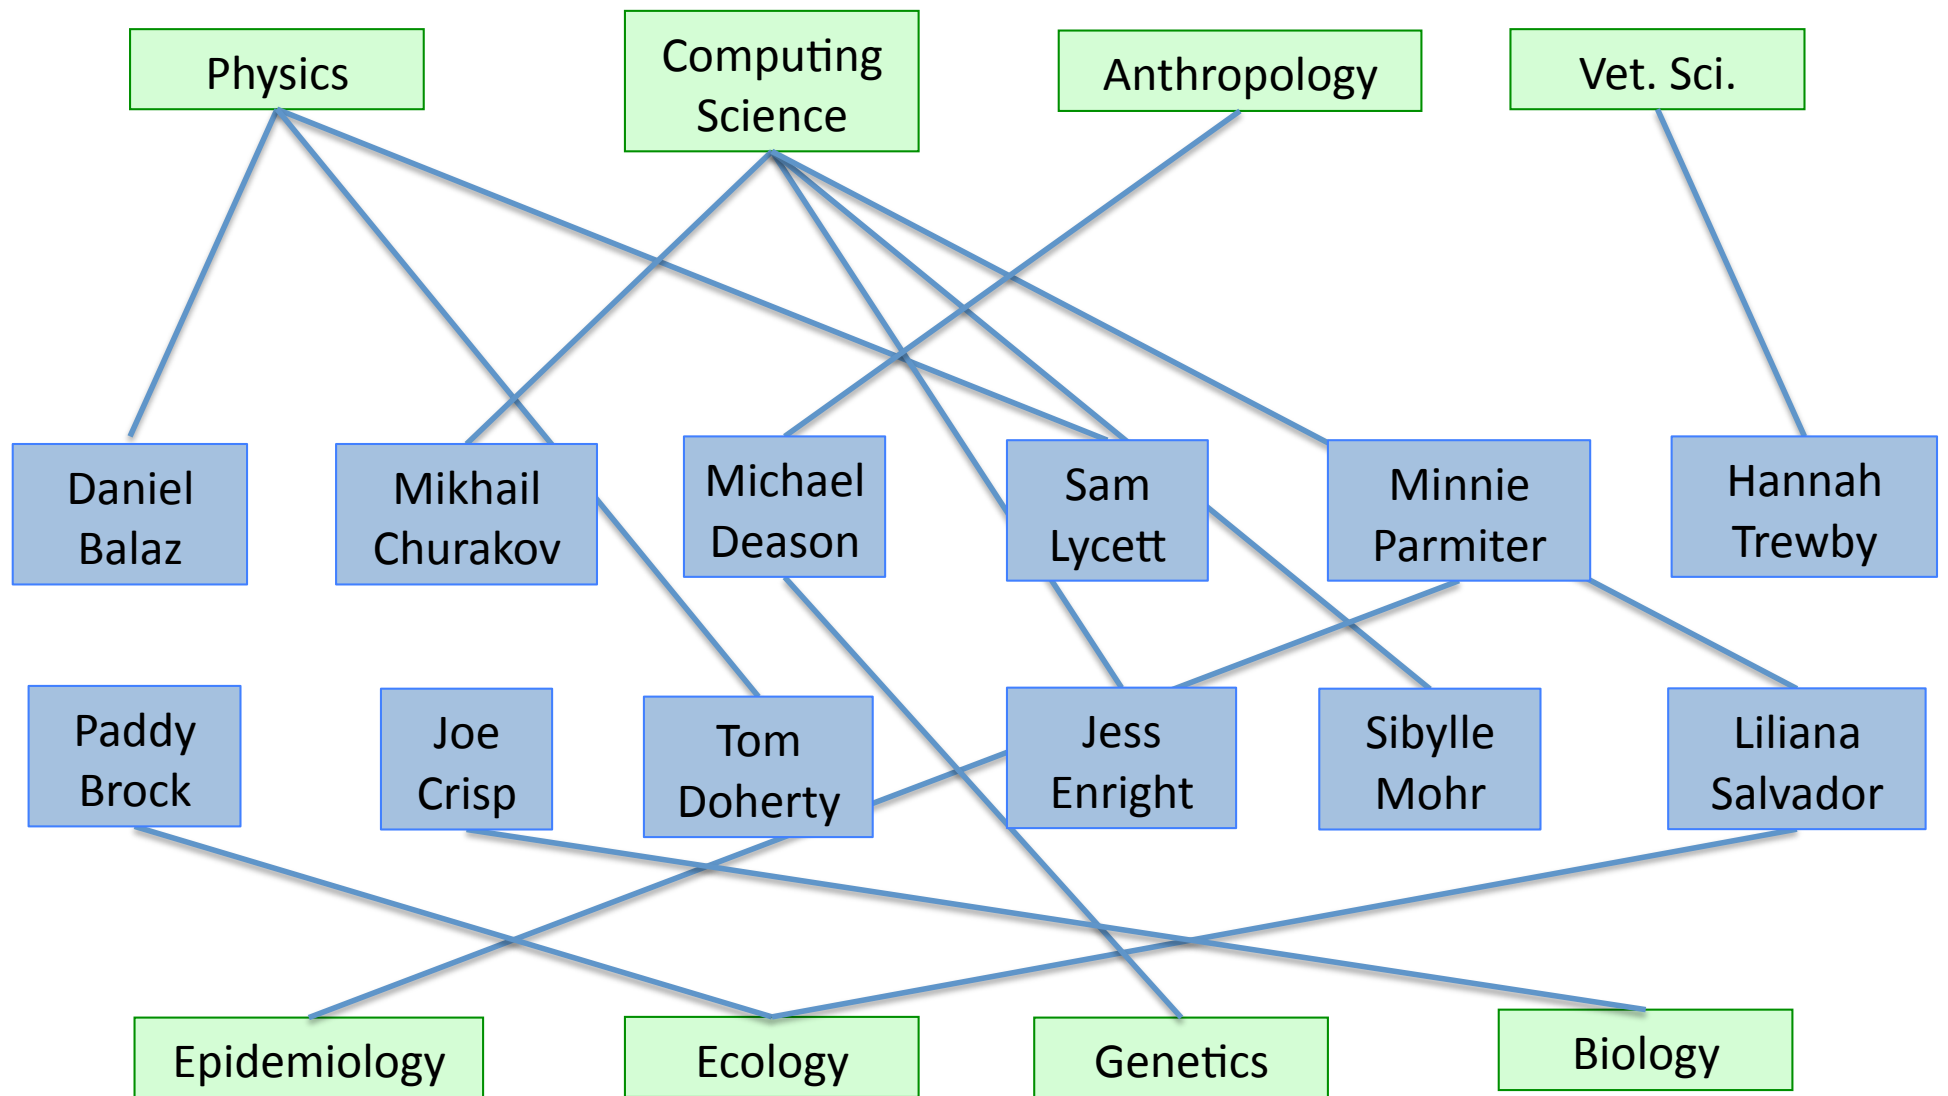 Physics
Computing
Science
Anthropology
Vet. Sci.
Daniel
Balaz
Mikhail
Churakov
Michael
Deason
Sam
Lycett
Minnie
Parmiter
Hannah
Trewby
Paddy
Brock
Joe
Crisp
Tom
Doherty
Jess
Enright
Sibylle
Mohr
Liliana
Salvador
Epidemiology
Ecology
Genetics
Biology